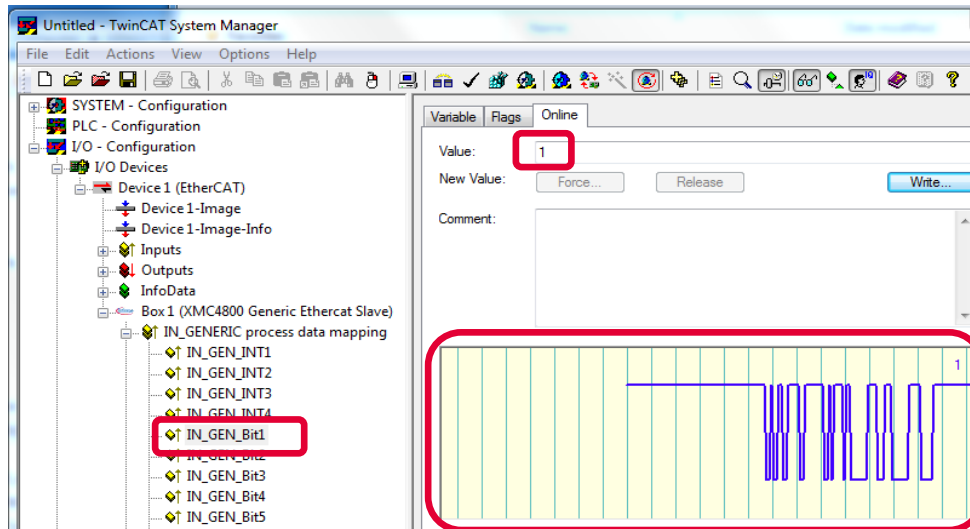 Untitled - TwinCAT System Manager
File Edit Actions View Options Help
SYSTEM - Configuration
PLC - Configuration
I/O - Configuration
I/O Devices
Device 1 (EtherCAT)
Device 1-Image
Device 1-Image-Info
Inputs
Outputs
InfoData
Box 1 (XMC4800 Generic Ethercat Slave)
IN_GENERIC process data mapping
IN_GEN_INT1
IN_GEN_INT2
IN_GEN_INT3
IN_GEN_INT4
IN_GEN_Bit1
IN_GEN_Bit2
IN_GEN_Bit3
IN_GEN_Bit4
IN_GEN_Bit5
Variable Flags Online
Value: 1
New Value: Force... Release Write...
Comment:
1